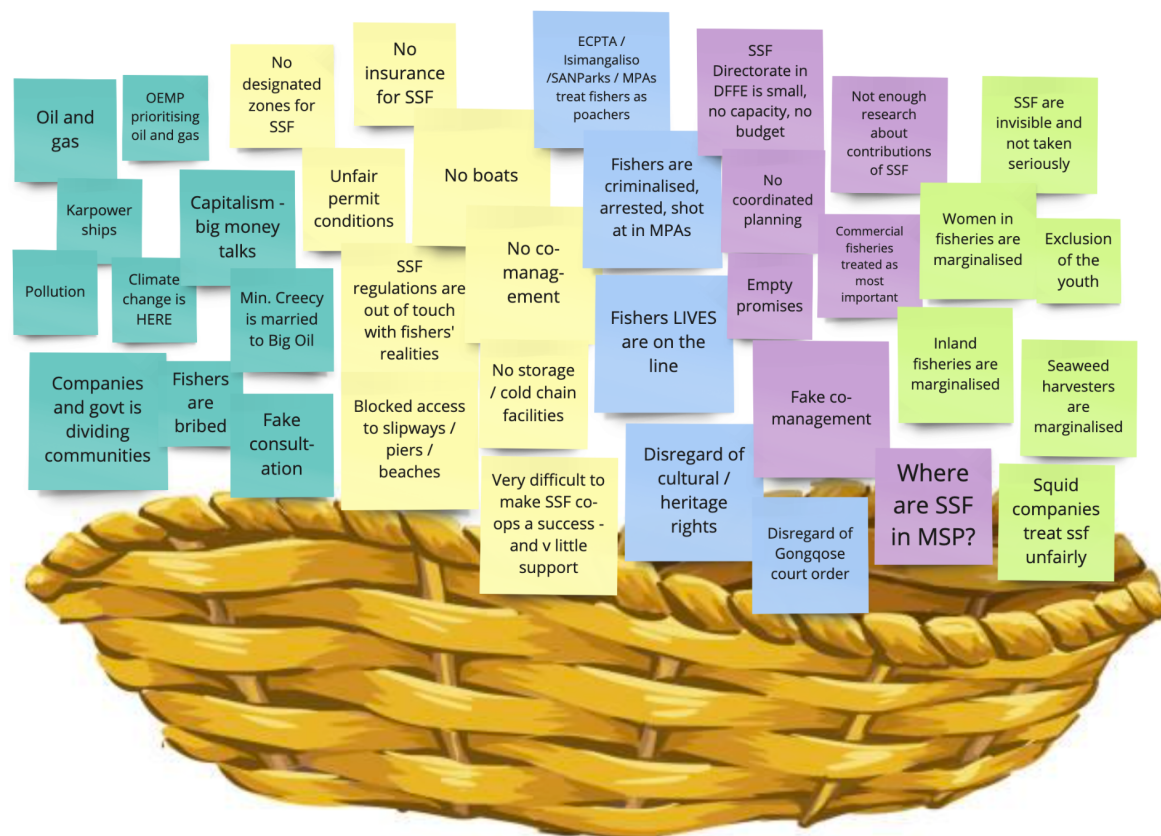 Oil and
gas
OEMP
prioritising
oil and gas
Karpower
ships
Capitalism -
big money
talks
Pollution
Climate
change is
HERE
Min. Creecy
is married
to Big Oil
Companies
and govt is
dividing
communities
Fishers
are
bribed
Fake
consult-
ation
No
designated
zones for
SSF
No
insurance
for SSF
Unfair
permit
conditions
No boats
SSF
regulations are
out of touch
with fishers'
realities
No co-
manag-
ement
Blocked access
to slipways /
piers /
beaches
No storage
/ cold chain
facilities
Very difficult to
make SSF co-
ops a success -
and v little
support
ECPTA /
Isimangaliso
/SANParks / MPAs
treat fishers as
poachers
Fishers are
criminalised,
arrested, shot
at in MPAs
Fishers LIVES
are on the
line
Disregard of
cultural /
heritage
rights
Disregard of
Gongqose
court order
SSF
Directorate in
DFFE is small,
no capacity, no
budget
Not enough
research
about
contributions
of SSF
No
coordinated
planning
Commercial
fisheries
treated as
most
important
Empty
promises
Fake co-
management
Where
are SSF
in MSP?
SSF are
invisible and
not taken
seriously
Women in
fisheries are
marginalised
Exclusion
of the
youth
Inland
fisheries are
marginalised
Seaweed
harvesters are
marginalised
Squid
companies
treat ssf
unfairly